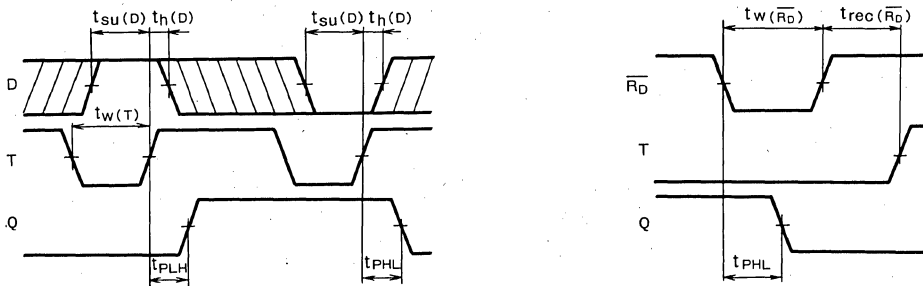 tsu(D) th(D) tsu(D) th(D)
D
tw(T)
T
Q
tPLH tPHL
tw(R̅D̅) trec(R̅D̅)
R̅D̅
T
Q
tPHL